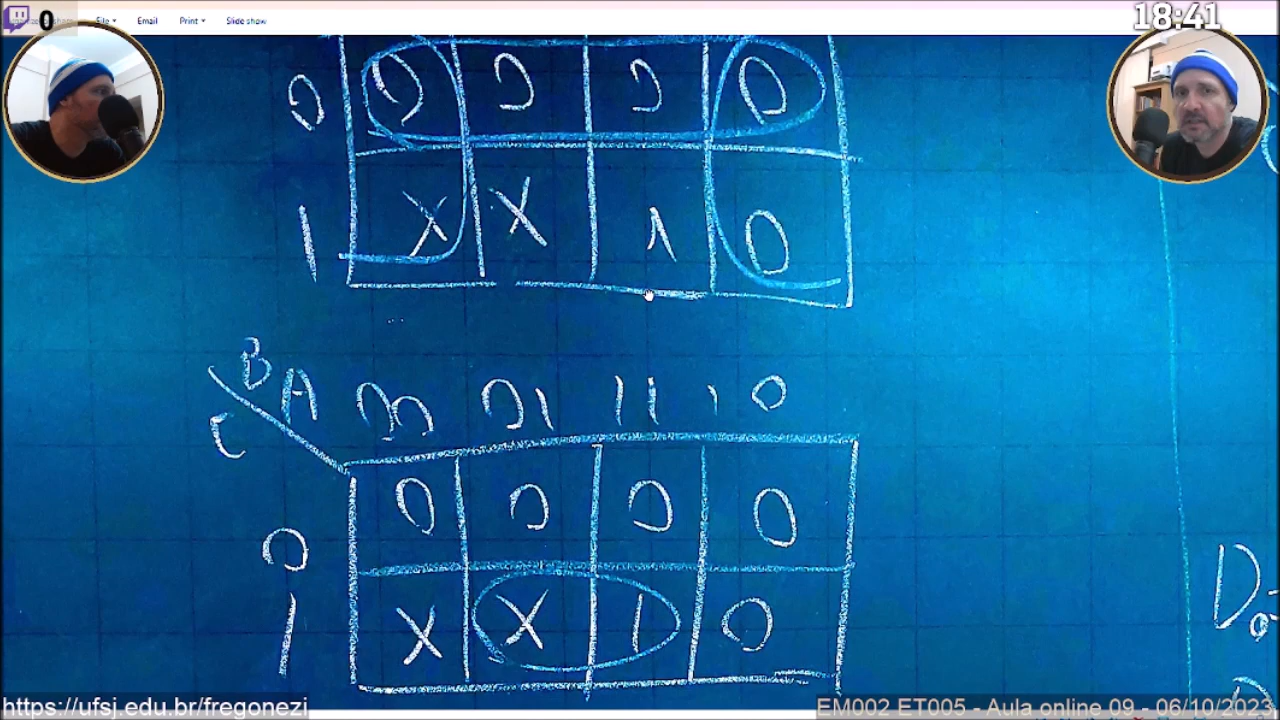 0 File Email Print Slide show 18:41
0 0 0 0 0
1 X X 1 0
B A 00 01 11 10
C
0 0 0 0 0
1 X X 1 0
D0
https://ufsj.edu.br/fregonezi EM002 ET005 - Aula online 09 - 06/10/2023